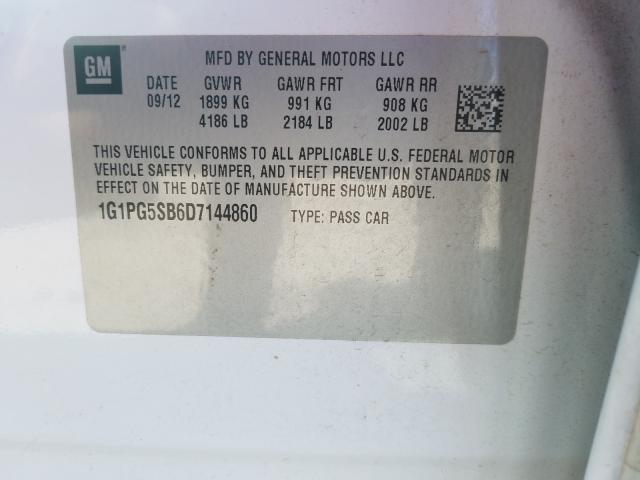 GM
MFD BY GENERAL MOTORS LLC
DATE GVWR GAWR FRT GAWR RR
09/12 1899 KG 991 KG 908 KG
4186 LB 2184 LB 2002 LB
THIS VEHICLE CONFORMS TO ALL APPLICABLE U.S. FEDERAL MOTOR
VEHICLE SAFETY, BUMPER, AND THEFT PREVENTION STANDARDS IN
EFFECT ON THE DATE OF MANUFACTURE SHOWN ABOVE.
1G1PG5SB6D7144860 TYPE: PASS CAR